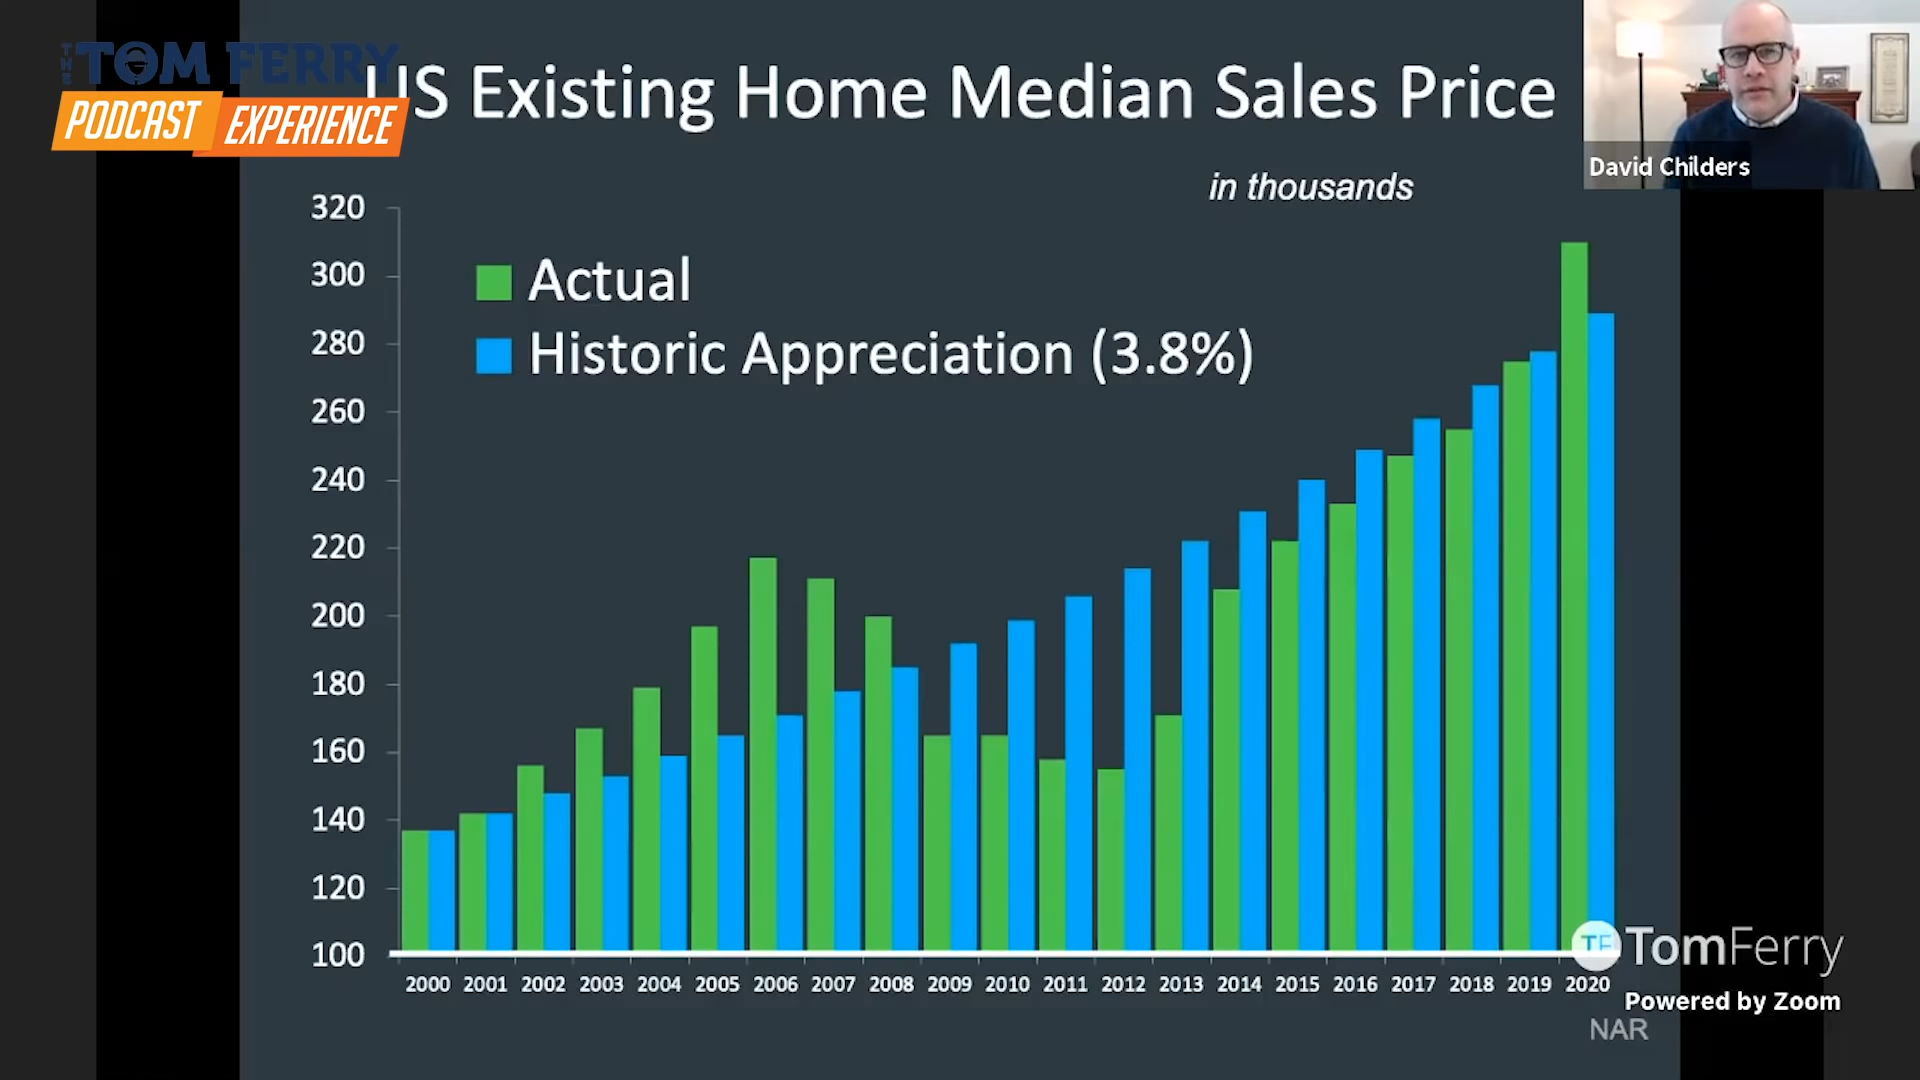 THE TOM FERRY
PODCAST EXPERIENCE
US Existing Home Median Sales Price
David Childers
in thousands
320
300
280
260
240
220
200
180
160
140
120
100
Actual
Historic Appreciation (3.8%)
2000 2001 2002 2003 2004 2005 2006 2007 2008 2009 2010 2011 2012 2013 2014 2015 2016 2017 2018 2019 2020
TF TomFerry
Powered by Zoom
NAR